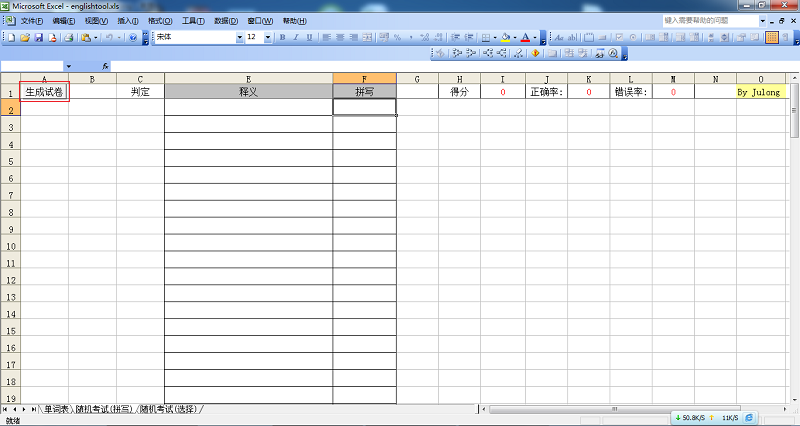 Microsoft Excel - englishtool.xls
文件(F) 编辑(E) 视图(V) 插入(I) 格式(O) 工具(T) 数据(D) 窗口(W) 帮助(H) 键入需要帮助的问题
宋体 12 B I U
fx
A B C E F G H I J K L M N O
1 生成试卷 判定 释义 拼写 得分 0 正确率: 0 错误率: 0 By Julong
2
3
4
5
6
7
8
9
10
11
12
13
14
15
16
17
18
19
单词表 随机考试(拼写) 随机考试(选择)
就绪 50.8K/S 11K/S